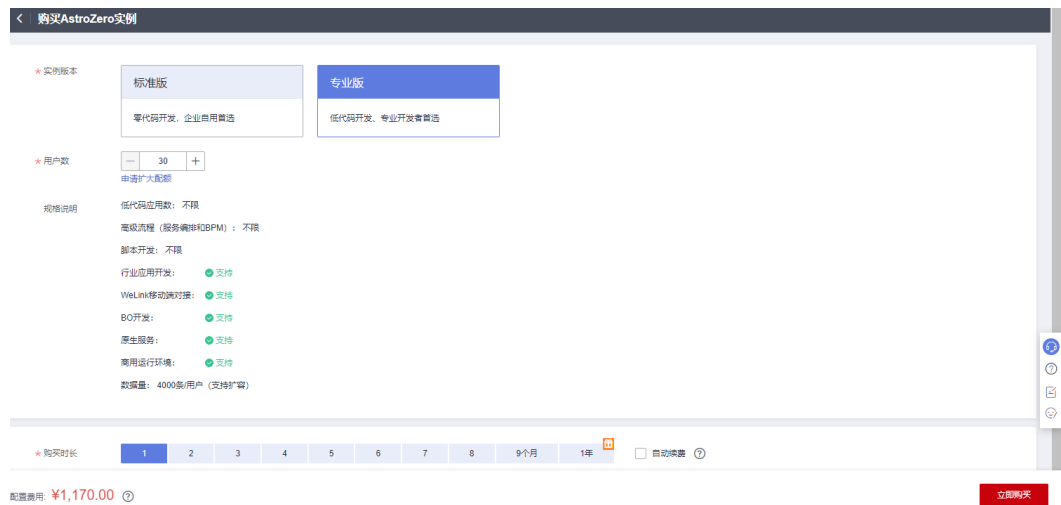 购买AstroZero实例
* 实例版本
标准版 专业版
零代码开发，企业自用首选 低代码开发、专业开发者首选
* 用户数 — 30 +
申请扩大配额
规格说明 低代码应用数： 不限
高级流程（服务编排和BPM）： 不限
脚本开发： 不限
行业应用开发： 支持
WeLink移动端对接： 支持
BO开发： 支持
原生服务： 支持
商用运行环境： 支持
数据量： 4000条/用户（支持扩容）
* 购买时长 1 2 3 4 5 6 7 8 9个月 1年 自动续费 ?
配置费用: ¥1,170.00 ? 立即购买